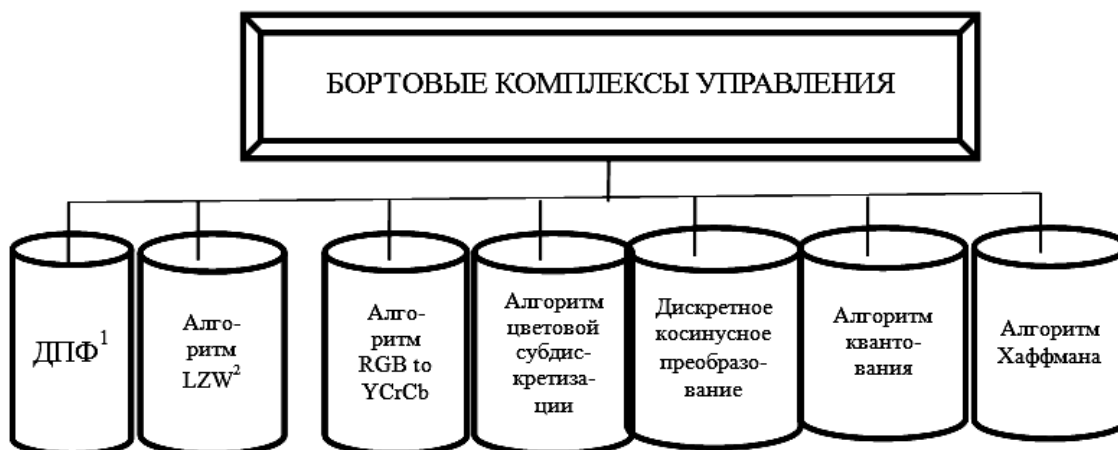 БОРТОВЫЕ КОМПЛЕКСЫ УПРАВЛЕНИЯ
ДПФ¹
Алго-
ритм
LZW²
Алго-
ритм
RGB to
YCrCb
Алгоритм
цветовой
субдис-
кретиза-
ции
Дискретное
косинусное
преобразо-
вание
Алгоритм
кванто-
вания
Алгоритм
Хаффмана